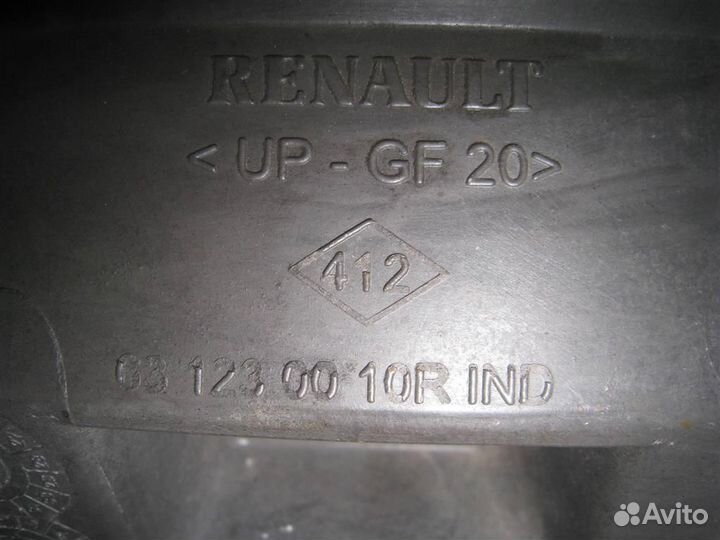 RENAULT
< UP - GF 20>
412
63 123 00 10R IND
Avito